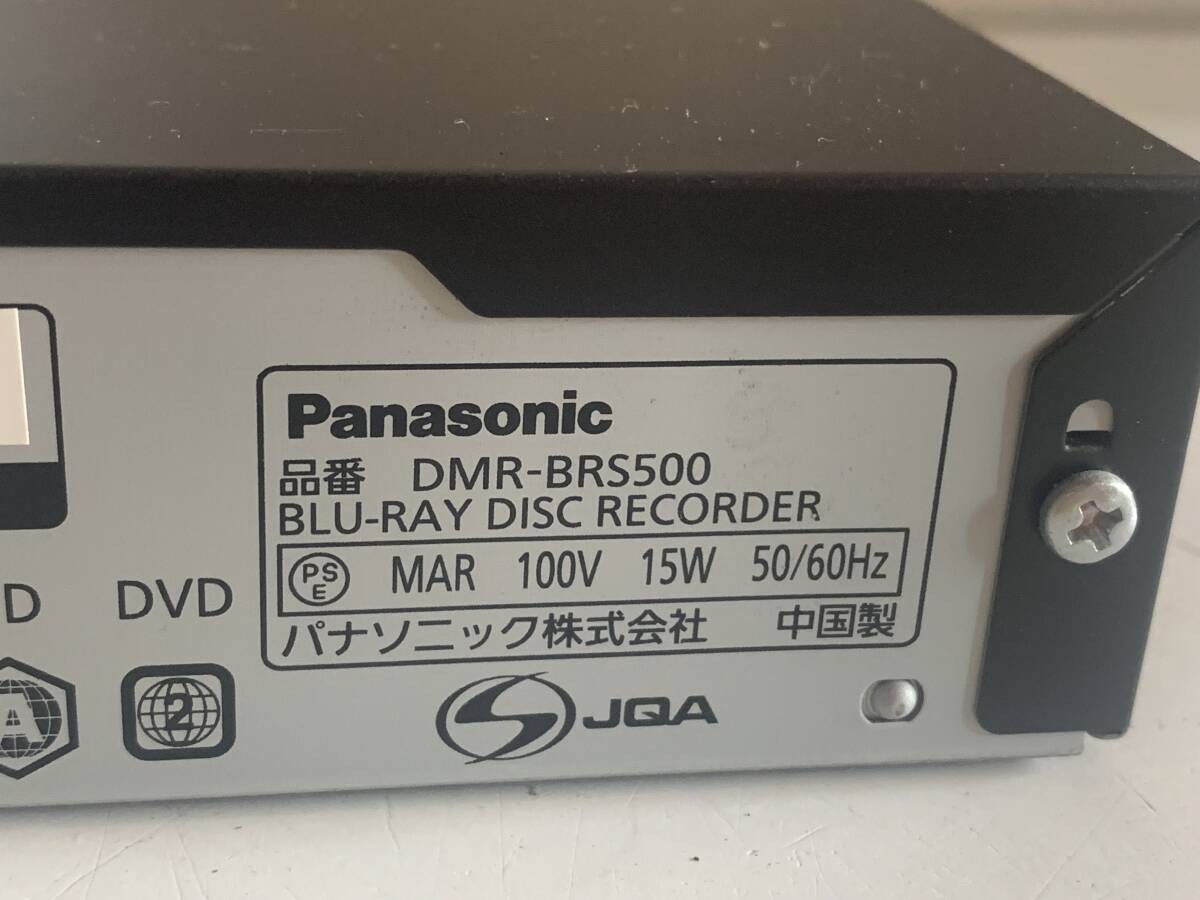 Panasonic
品番 DMR-BRS500
BLU-RAY DISC RECORDER
PSE MAR 100V 15W 50/60Hz
パナソニック株式会社 中国製
D DVD
A 2
JQA